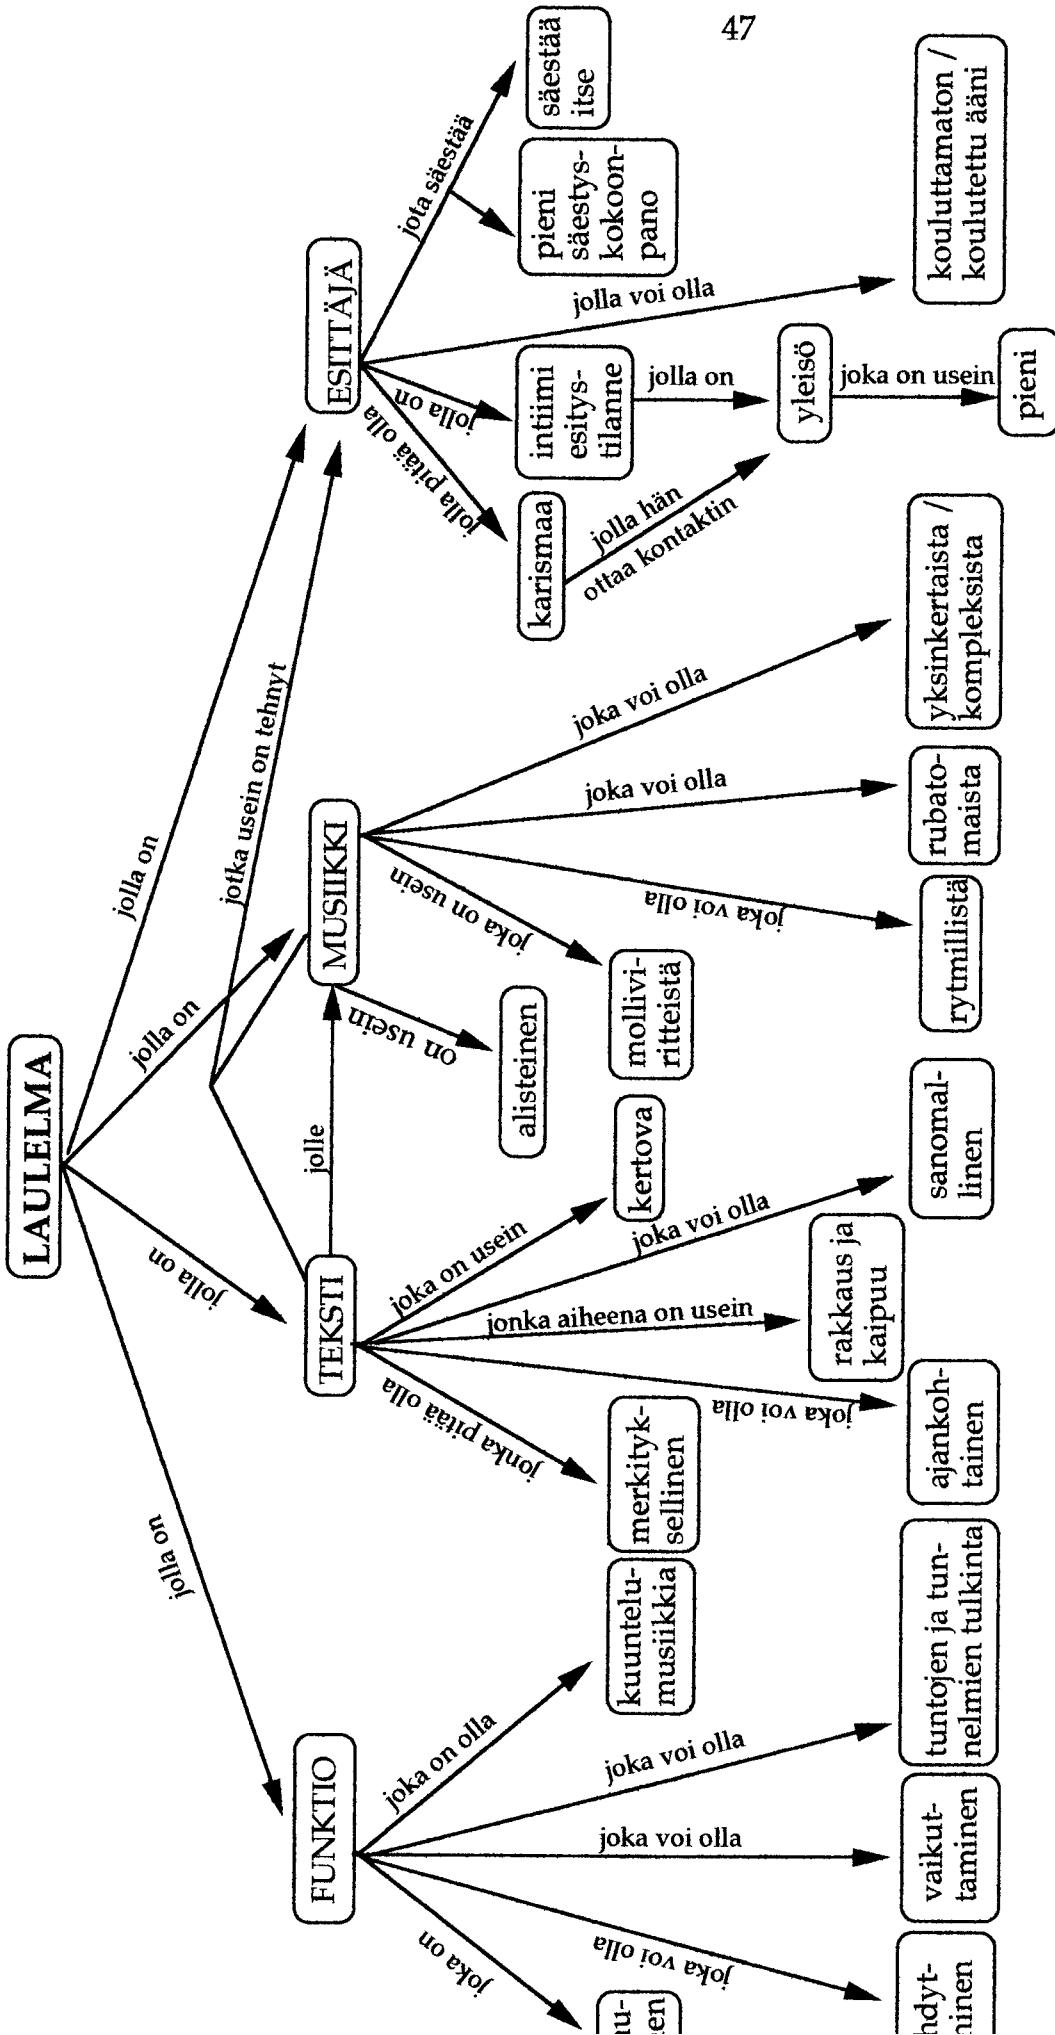 47
LAULELMA
jolla on
jolla on
jolla on
jolla on
jotka usein on tehnyt
FUNKTIO
TEKSTI
jolle
MUSIIKKI
ESIITÄJÄ
joka on
joka voi olla
joka voi olla
joka voi olla
joka on olla
kuuntelu-
musiikkia
vaikut-
taminen
tuntojen ja tun-
nelmien tulkinta
jonka pitää olla
joka voi olla
jonka aiheena on usein
joka voi olla
joka on usein
merkityk-
sellinen
ajankoh-
tainen
rakkaus ja
kaipuu
sanomal-
linen
kertova
on usein
alisteinen
joka on usein
joka voi olla
joka voi olla
joka voi olla
mollivi-
ritteistä
rytmillistä
rubato-
maista
yksinkertaista /
kompleksista
jolla pitää olla
jolla on
jolla voi olla
jota säestää
karismaa
jolla hän
ottaa kontaktin
intiimi
esitys-
tilanne
jolla on
yleisö
joka on usein
pieni
pieni
säestys-
kokoon-
pano
säestää
itse
kouluttamaton /
koulutettu ääni